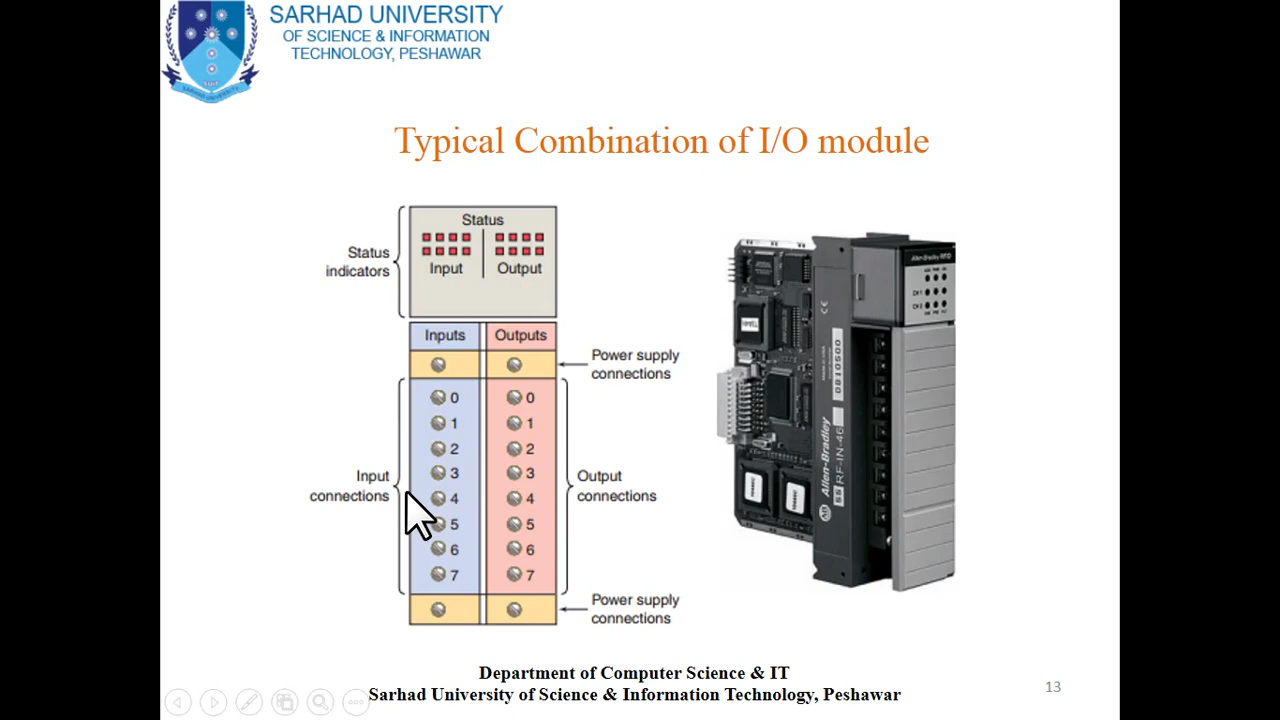 SARHAD UNIVERSITY
OF SCIENCE & INFORMATION
TECHNOLOGY, PESHAWAR
Typical Combination of I/O module
Status
Input Output
Status
indicators
Inputs Outputs
Power supply
connections
0 0
1 1
2 2
3 3
4 4
5 5
6 6
7 7
Input
connections
Output
connections
Power supply
connections
Allen-Bradley
Allen-Bradley
0810500
Department of Computer Science & IT
Sarhad University of Science & Information Technology, Peshawar
13